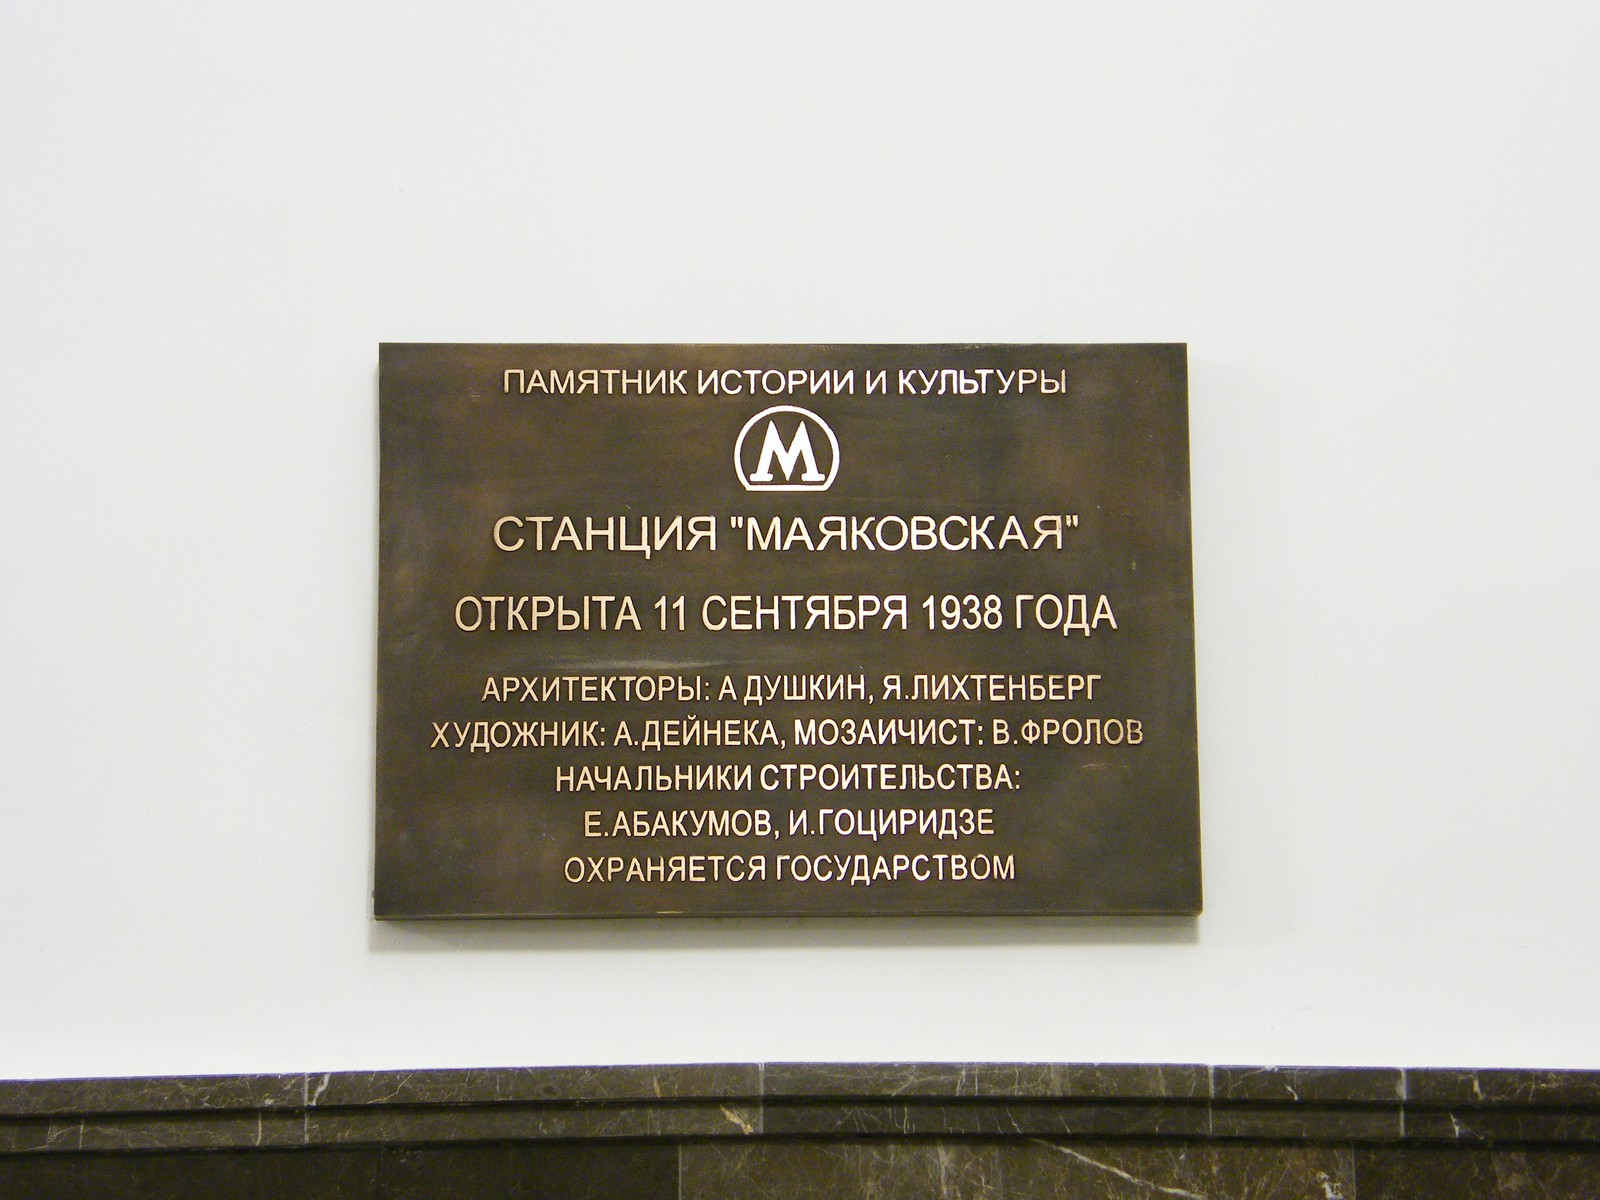 ПАМЯТНИК ИСТОРИИ И КУЛЬТУРЫ
М
СТАНЦИЯ "МАЯКОВСКАЯ"
ОТКРЫТА 11 СЕНТЯБРЯ 1938 ГОДА
АРХИТЕКТОРЫ: А ДУШКИН, Я.ЛИХТЕНБЕРГ
ХУДОЖНИК: А.ДЕЙНЕКА, МОЗАИЧИСТ: В.ФРОЛОВ
НАЧАЛЬНИКИ СТРОИТЕЛЬСТВА:
Е.АБАКУМОВ, И.ГОЦИРИДЗЕ
ОХРАНЯЕТСЯ ГОСУДАРСТВОМ